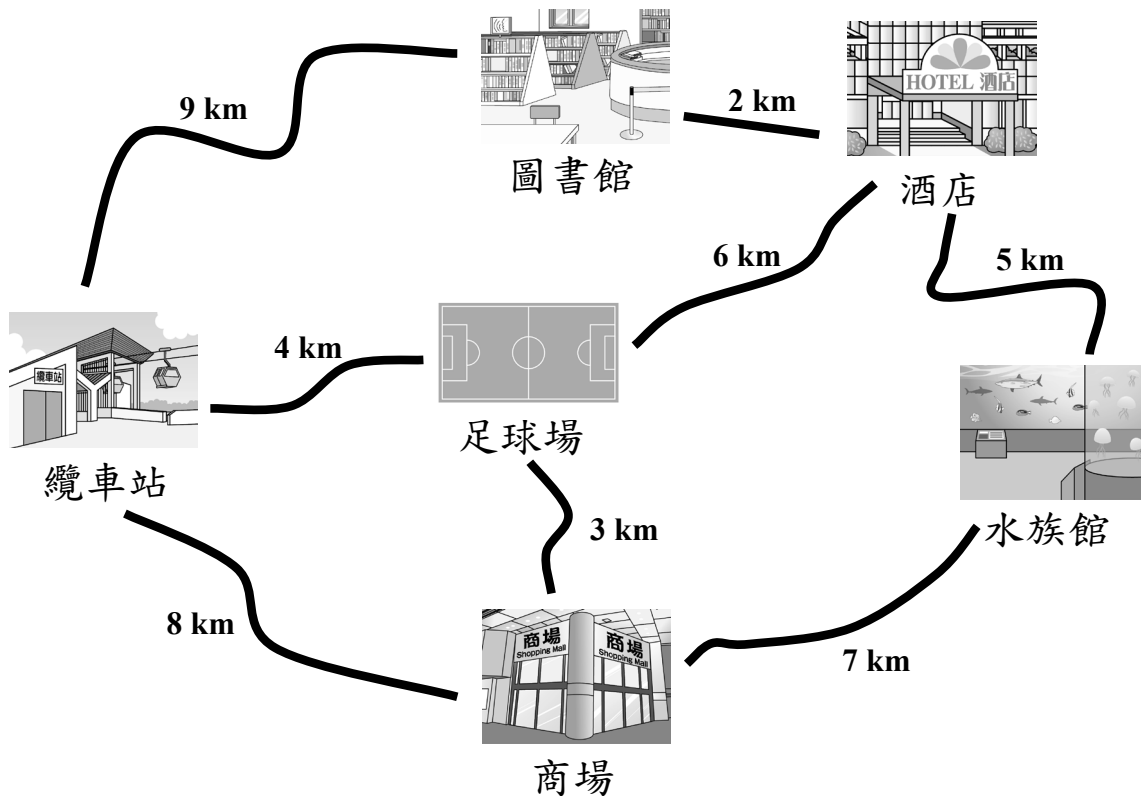 9 km
2 km
HOTEL 酒店
圖書館
酒店
6 km
5 km
4 km
纜車站
足球場
纜車站
水族館
3 km
8 km
商場
Shopping Mall
商場
Shopping Mall
7 km
商場